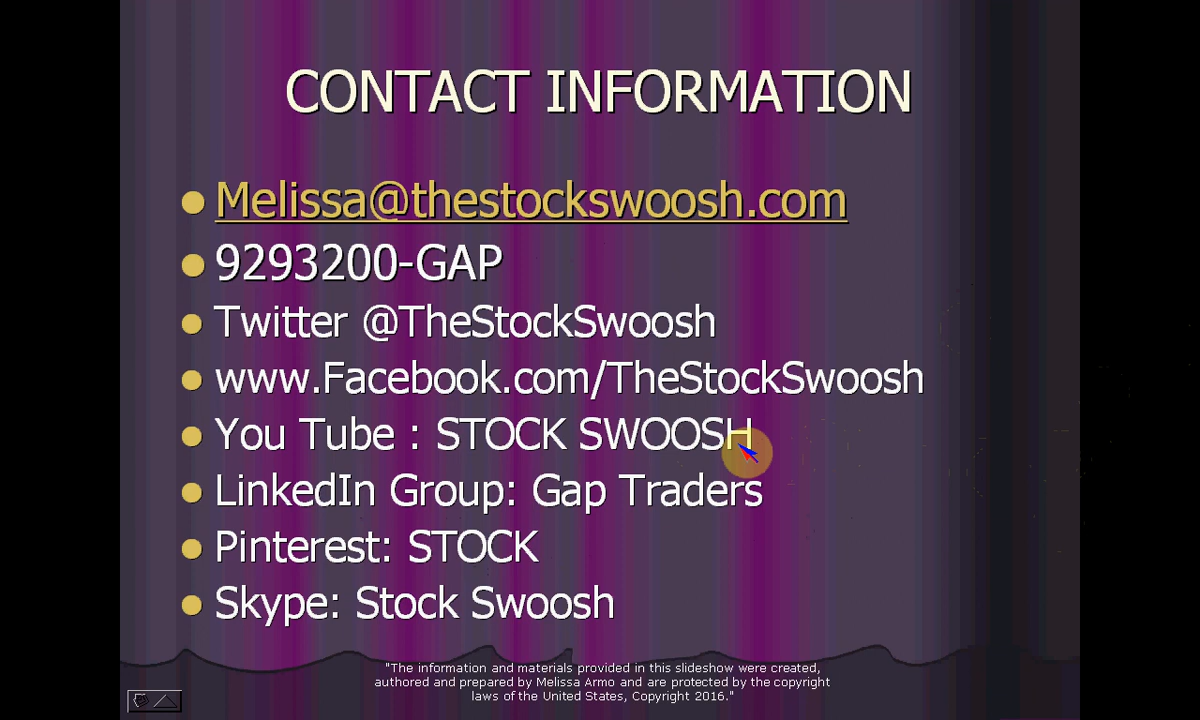 CONTACT INFORMATION
Melissa@thestockswoosh.com
9293200-GAP
Twitter @TheStockSwoosh
www.Facebook.com/TheStockSwoosh
You Tube : STOCK SWOOSH
LinkedIn Group: Gap Traders
Pinterest: STOCK
Skype: Stock Swoosh
"The information and materials provided in this slideshow were created,
authored and prepared by Melissa Armo and are protected by the copyright
laws of the United States, Copyright 2016."